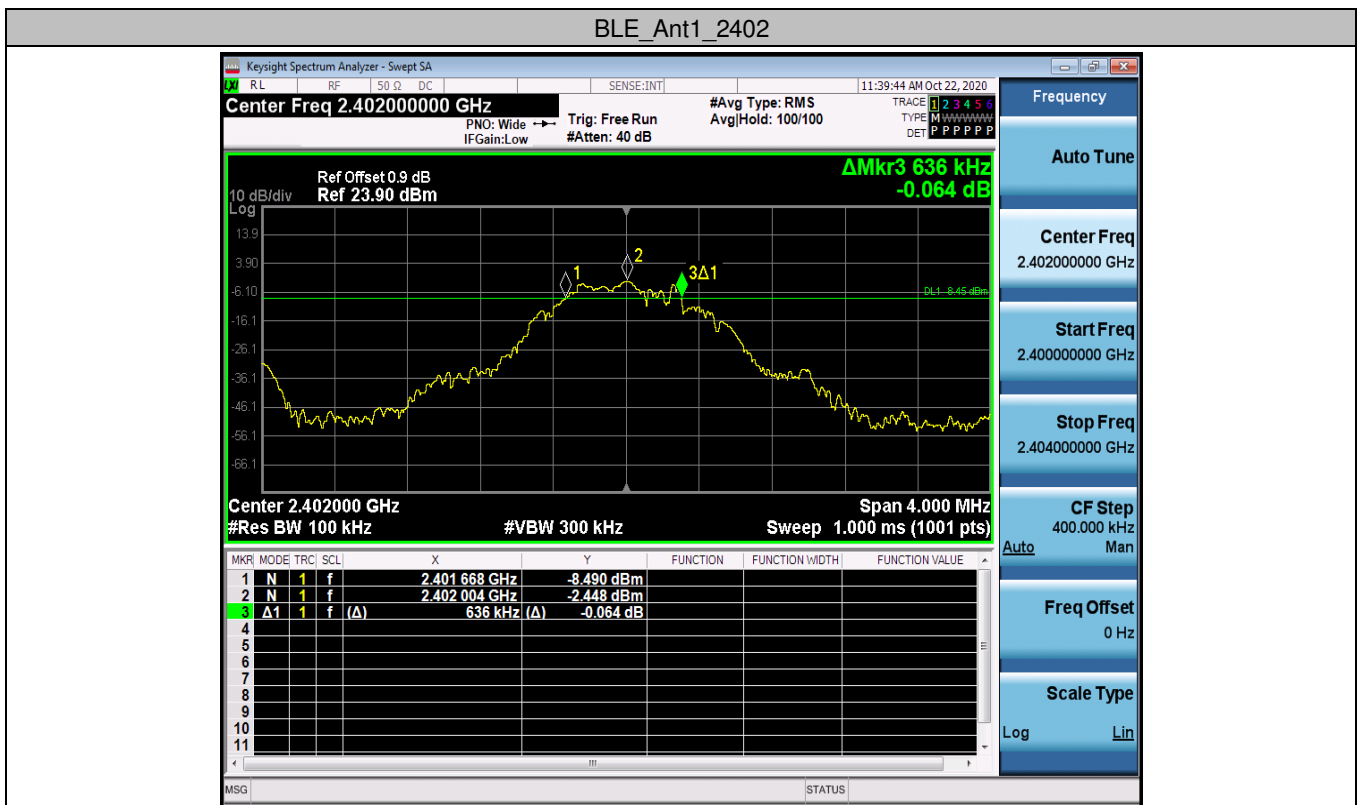 BLE_Ant1_2402
Keysight Spectrum Analyzer - Swept SA
LXI RL RF 50 Ω DC SENSE:INT 11:39:44 AM Oct 22, 2020
Center Freq 2.402000000 GHz #Avg Type: RMS TRACE 1 2 3 4 5 6
PNO: Wide Trig: Free Run Avg|Hold: 100/100 TYPE M WWWWW
IFGain:Low #Atten: 40 dB DET P P P P P P
ΔMkr3 636 kHz
-0.064 dB
Ref Offset 0.9 dB
10 dB/div Ref 23.90 dBm
Log
13.9
3.90
-6.10
-16.1
-26.1
-36.1
-46.1
-56.1
-66.1
1
2
3Δ1
DL1 -8.45 dBm
Center 2.402000 GHz Span 4.000 MHz
#Res BW 100 kHz #VBW 300 kHz Sweep 1.000 ms (1001 pts)
MKR MODE TRC SCL X Y FUNCTION FUNCTION WIDTH FUNCTION VALUE
1 N 1 f 2.401 668 GHz -8.490 dBm
2 N 1 f 2.402 004 GHz -2.448 dBm
3 Δ1 1 f (Δ) 636 kHz (Δ) -0.064 dB
4
5
6
7
8
9
10
11
MSG STATUS
Frequency
Auto Tune
Center Freq
2.402000000 GHz
Start Freq
2.400000000 GHz
Stop Freq
2.404000000 GHz
CF Step
400.000 kHz
Auto Man
Freq Offset
0 Hz
Scale Type
Log Lin